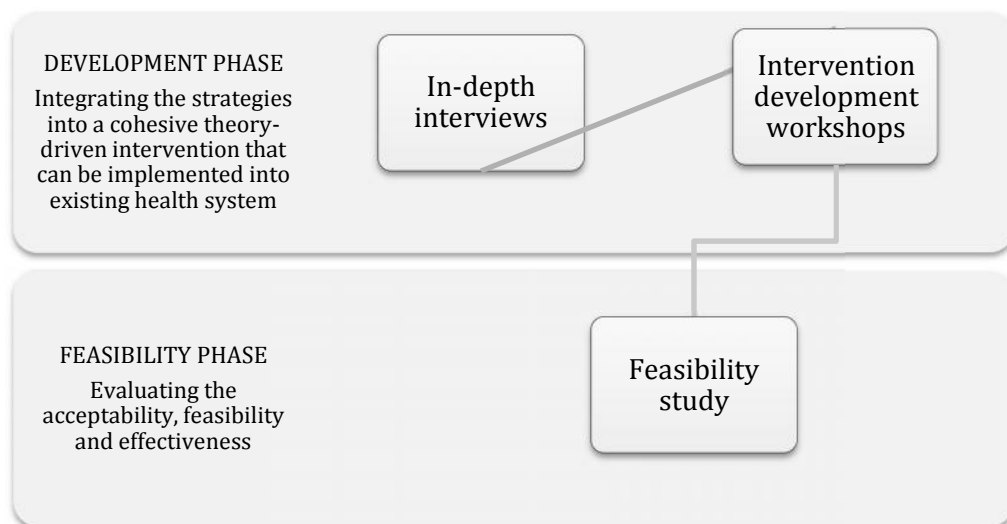 DEVELOPMENT PHASE
Integrating the strategies
into a cohesive theory-
driven intervention that
can be implemented into
existing health system
In-depth
interviews
Intervention
development
workshops
FEASIBILITY PHASE
Evaluating the
acceptability, feasibility
and effectiveness
Feasibility
study